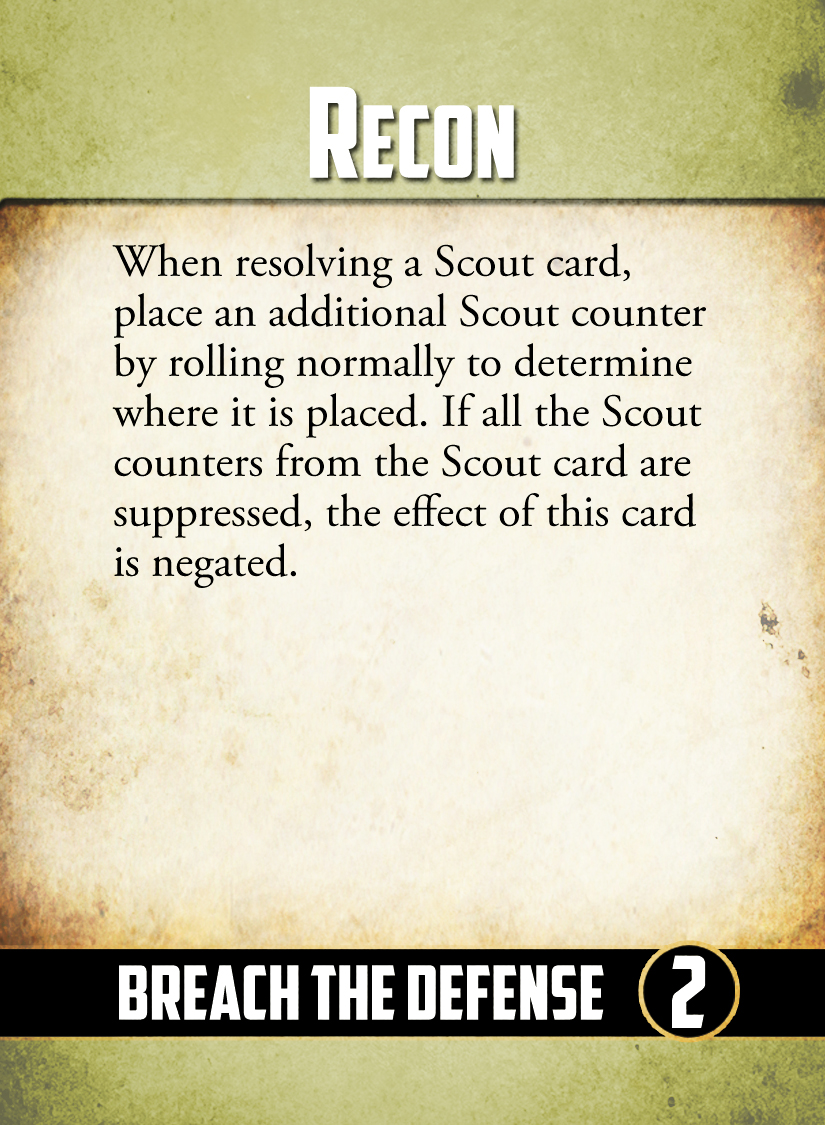 Recon
When resolving a Scout card,
place an additional Scout counter
by rolling normally to determine
where it is placed. If all the Scout
counters from the Scout card are
suppressed, the effect of this card
is negated.
BREACH THE DEFENSE 2